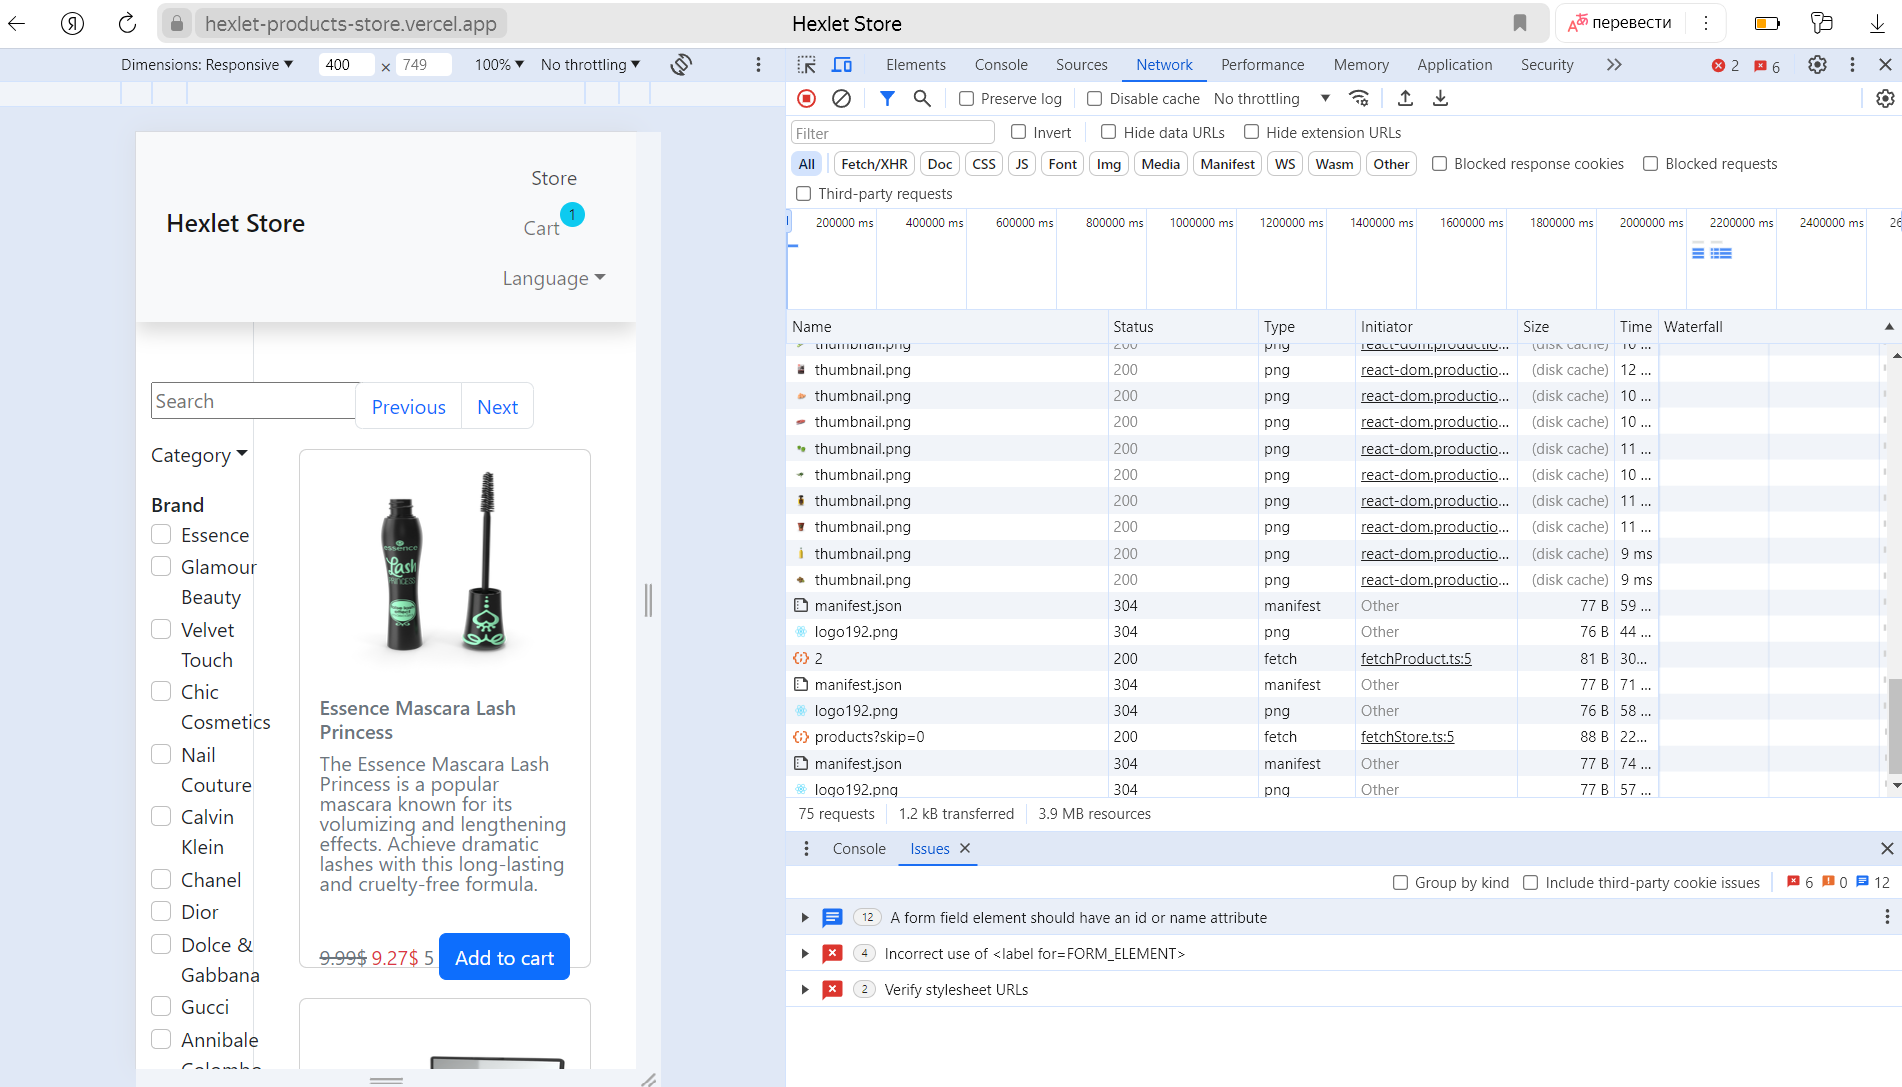 hexlet-products-store.vercel.app
Hexlet Store
перевести
Dimensions: Responsive 400 × 749 100% No throttling
Elements Console Sources Network Performance Memory Application Security 2 6
Preserve log Disable cache No throttling
Filter Invert Hide data URLs Hide extension URLs
All Fetch/XHR Doc CSS JS Font Img Media Manifest WS Wasm Other Blocked response cookies Blocked requests
Third-party requests
200000 ms 400000 ms 600000 ms 800000 ms 1000000 ms 1200000 ms 1400000 ms 1600000 ms 1800000 ms 2000000 ms 2200000 ms 2400000 ms
Name Status Type Initiator Size Time Waterfall
thumbnail.png 200 png react-dom.productio... (disk cache) 10 ...
thumbnail.png 200 png react-dom.productio... (disk cache) 12 ...
thumbnail.png 200 png react-dom.productio... (disk cache) 10 ...
thumbnail.png 200 png react-dom.productio... (disk cache) 10 ...
thumbnail.png 200 png react-dom.productio... (disk cache) 11 ...
thumbnail.png 200 png react-dom.productio... (disk cache) 10 ...
thumbnail.png 200 png react-dom.productio... (disk cache) 11 ...
thumbnail.png 200 png react-dom.productio... (disk cache) 11 ...
thumbnail.png 200 png react-dom.productio... (disk cache) 9 ms
thumbnail.png 200 png react-dom.productio... (disk cache) 9 ms
manifest.json 304 manifest Other 77 B 59 ...
logo192.png 304 png Other 76 B 44 ...
2 200 fetch fetchProduct.ts:5 81 B 30...
manifest.json 304 manifest Other 77 B 71 ...
logo192.png 304 png Other 76 B 58 ...
products?skip=0 200 fetch fetchStore.ts:5 88 B 22...
manifest.json 304 manifest Other 77 B 74 ...
logo192.png 304 png Other 77 B 57 ...
75 requests 1.2 kB transferred 3.9 MB resources
Console Issues
Group by kind Include third-party cookie issues 6 0 12
12 A form field element should have an id or name attribute
4 Incorrect use of <label for=FORM_ELEMENT>
2 Verify stylesheet URLs
Hexlet Store
Store
Cart 1
Language
Search
Previous Next
Category
Brand
Essence
Glamour
Beauty
Velvet
Touch
Chic
Cosmetics
Nail
Couture
Calvin
Klein
Chanel
Dior
Dolce &
Gabbana
Gucci
Annibale
Colombo
essence
Lash
PRINCESS
Essence Mascara Lash
Princess
The Essence Mascara Lash
Princess is a popular
mascara known for its
volumizing and lengthening
effects. Achieve dramatic
lashes with this long-lasting
and cruelty-free formula.
9.99$ 9.27$ 5 Add to cart